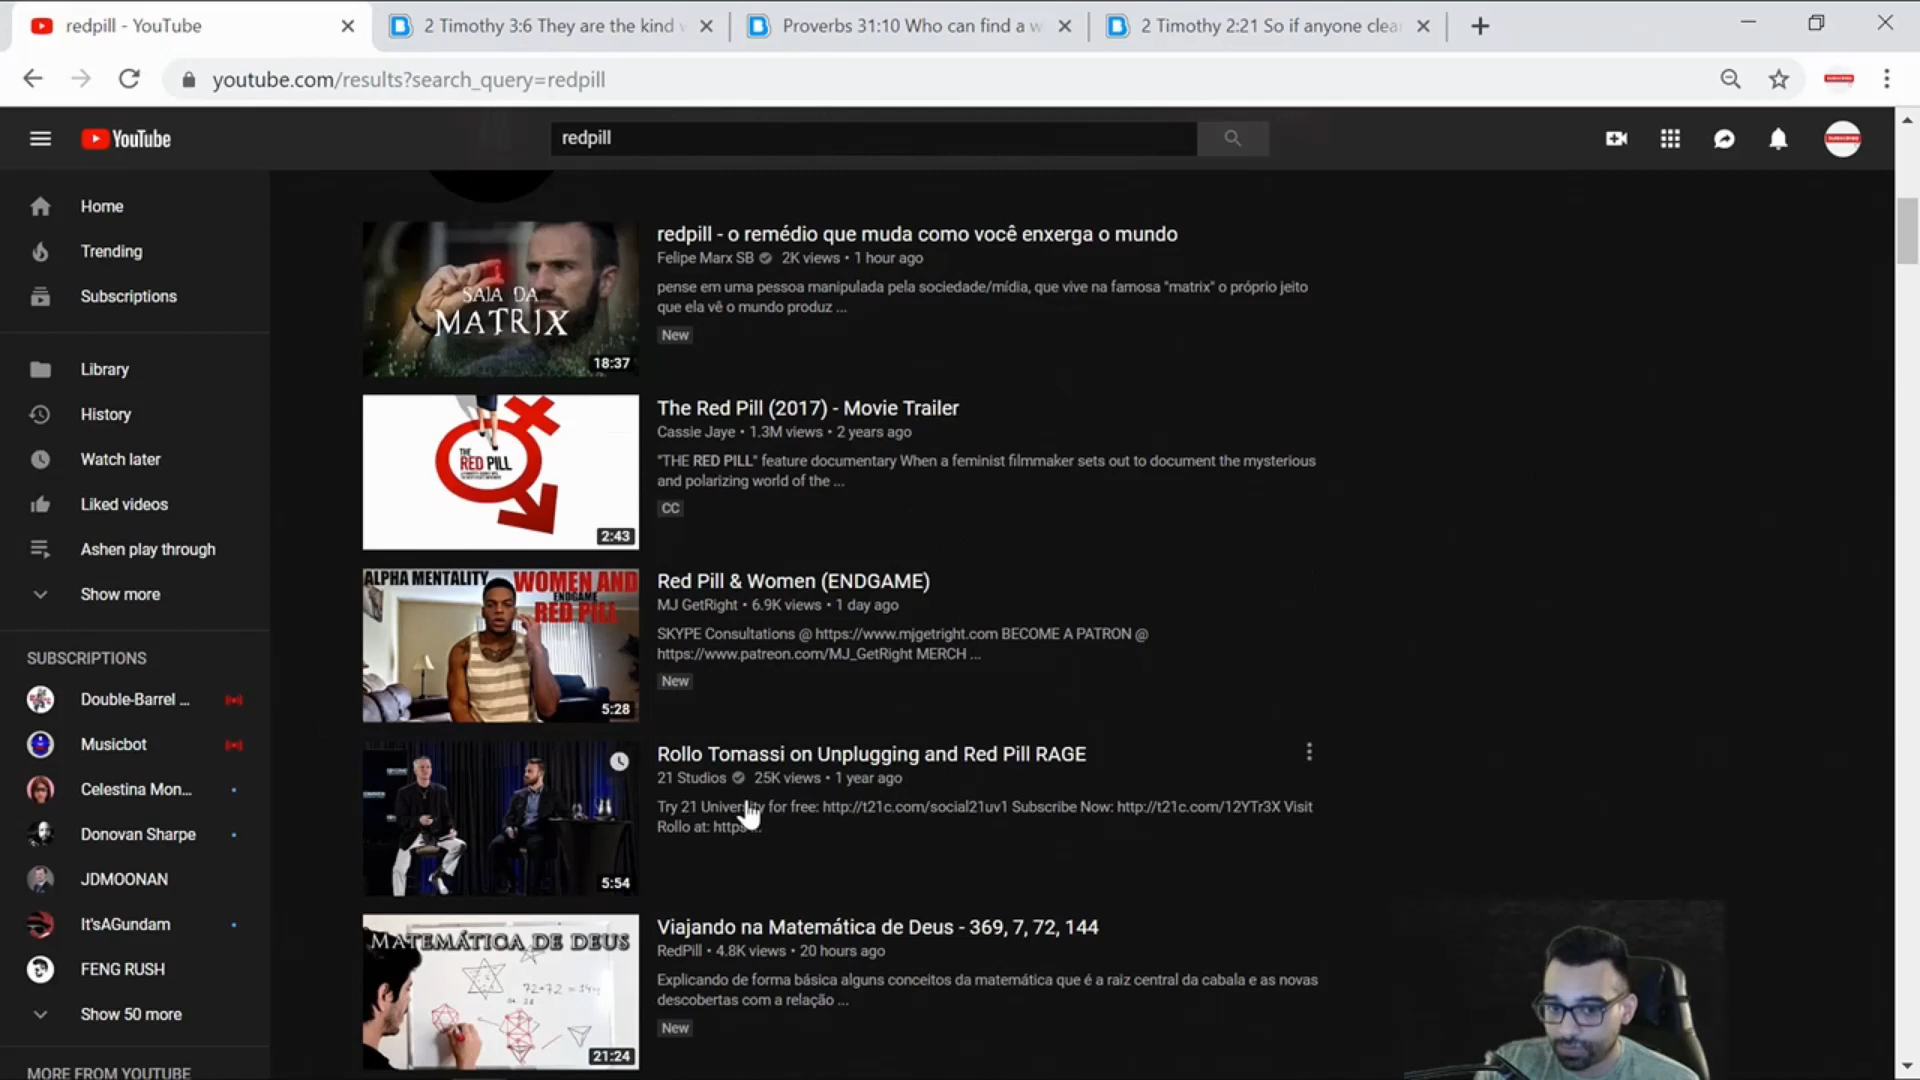 redpill - YouTube
2 Timothy 3:6 They are the kind
Proverbs 31:10 Who can find a w
2 Timothy 2:21 So if anyone clea
youtube.com/results?search_query=redpill
YouTube
redpill
Home
Trending
Subscriptions
Library
History
Watch later
Liked videos
Ashen play through
Show more
SUBSCRIPTIONS
Double-Barrel ...
Musicbot
Celestina Mon...
Donovan Sharpe
JDMOONAN
It'sAGundam
FENG RUSH
Show 50 more
MORE FROM YOUTUBE
SAIA DA
MATRIX
18:37
redpill - o remédio que muda como você enxerga o mundo
Felipe Marx SB 2K views • 1 hour ago
pense em uma pessoa manipulada pela sociedade/mídia, que vive na famosa "matrix" o próprio jeito
que ela vê o mundo produz ...
New
THE
RED PILL
2:43
The Red Pill (2017) - Movie Trailer
Cassie Jaye • 1.3M views • 2 years ago
"THE RED PILL" feature documentary When a feminist filmmaker sets out to document the mysterious
and polarizing world of the ...
CC
ALPHA MENTALITY
WOMEN AND
ENDGAME
RED PILL
5:28
Red Pill & Women (ENDGAME)
MJ GetRight • 6.9K views • 1 day ago
SKYPE Consultations @ https://www.mjgetright.com BECOME A PATRON @
https://www.patreon.com/MJ_GetRight MERCH ...
New
5:54
Rollo Tomassi on Unplugging and Red Pill RAGE
21 Studios 25K views • 1 year ago
Try 21 University for free: http://t21c.com/social21uv1 Subscribe Now: http://t21c.com/12YTr3X Visit
Rollo at: https ...
MATEMÁTICA DE DEUS
72+72=144
21:24
Viajando na Matemática de Deus - 369, 7, 72, 144
RedPill • 4.8K views • 20 hours ago
Explicando de forma básica alguns conceitos da matemática que é a raiz central da cabala e as novas
descobertas com a relação ...
New